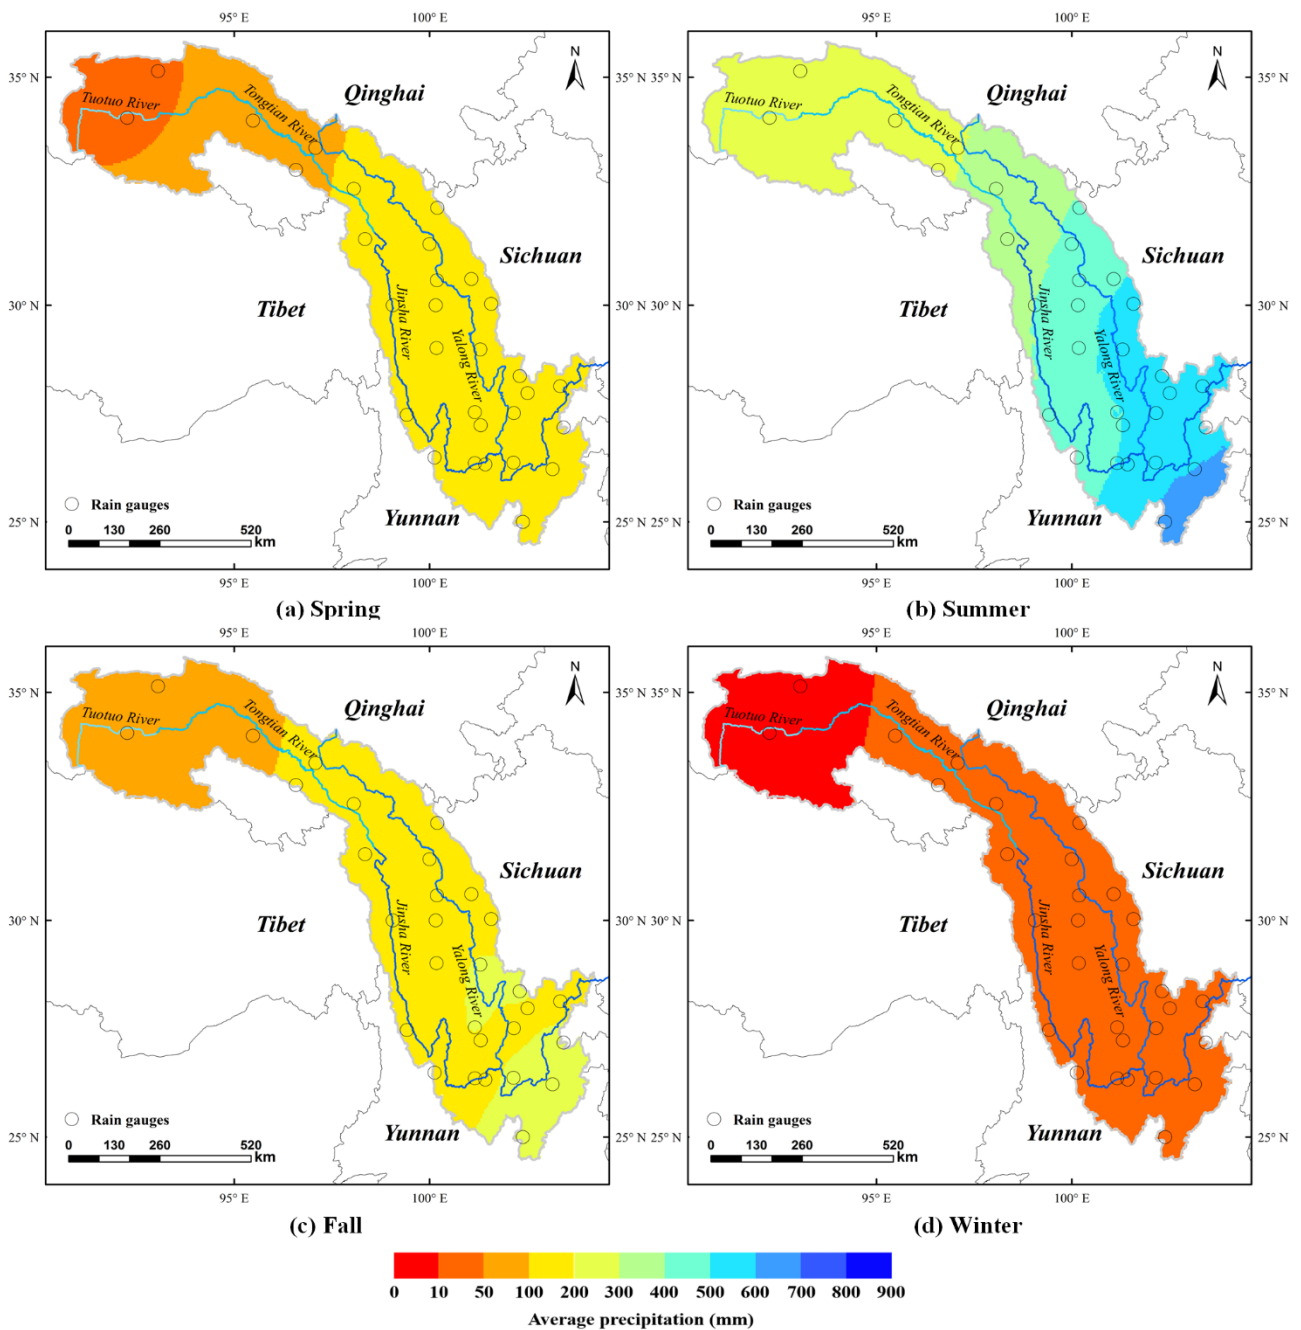 95° E 100° E
95° E 100° E
N
N
35° N
35° N
35° N
Qinghai
Qinghai
Tuotuo River
Tongtian River
Tuotuo River
Tongtian River
Sichuan
Sichuan
Tibet
Tibet
30° N
30° N
30° N
Jinsha River
Yalong River
Jinsha River
Yalong River
Rain gauges
Yunnan
Rain gauges
Yunnan
25° N
25° N
25° N
0 130 260 520
km
0 130 260 520
km
95° E 100° E
95° E 100° E
(a) Spring
(b) Summer
95° E 100° E
95° E 100° E
N
N
35° N
35° N
35° N
Qinghai
Qinghai
Tuotuo River
Tongtian River
Tuotuo River
Tongtian River
Sichuan
Sichuan
Tibet
Tibet
30° N
30° N
30° N
Jinsha River
Yalong River
Jinsha River
Yalong River
Rain gauges
Yunnan
Rain gauges
Yunnan
25° N
25° N
25° N
0 130 260 520
km
0 130 260 520
km
95° E 100° E
95° E 100° E
(c) Fall
(d) Winter
0 10 50 100 200 300 400 500 600 700 800 900
Average precipitation (mm)